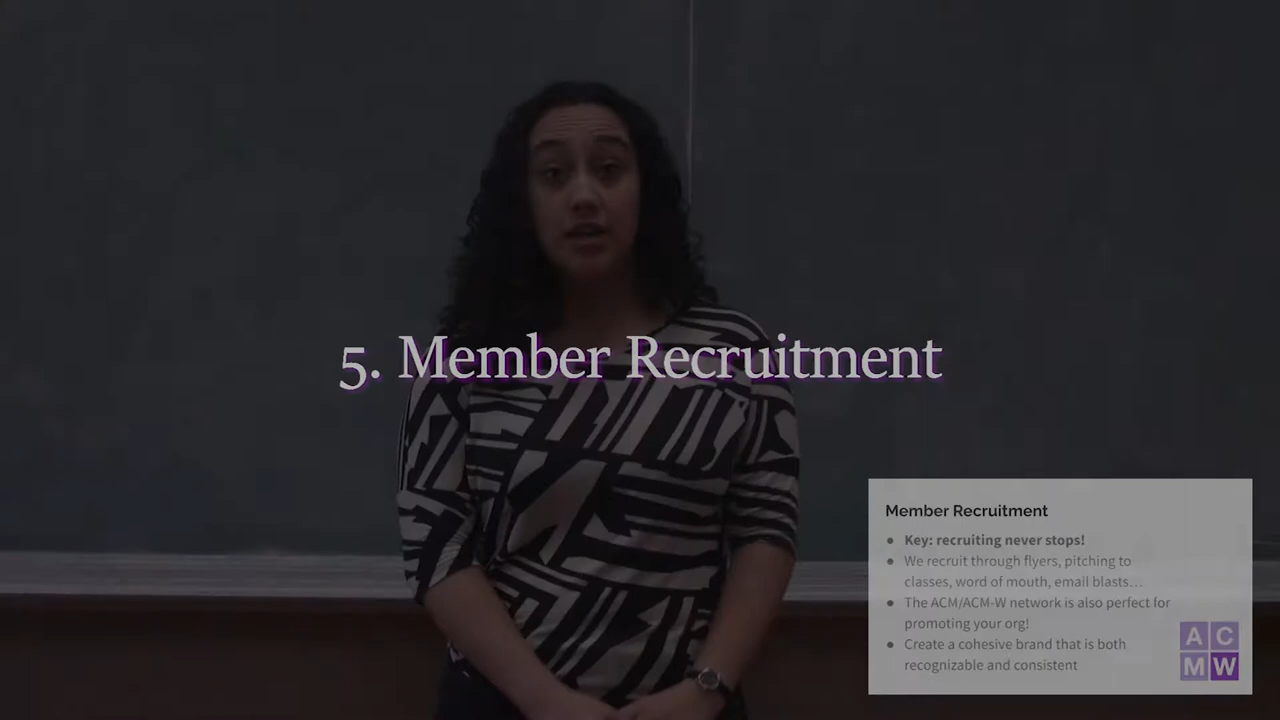 5. Member Recruitment
Member Recruitment
● Key: recruiting never stops!
● We recruit through flyers, pitching to
classes, word of mouth, email blasts…
● The ACM/ACM-W network is also perfect for
promoting your org!
● Create a cohesive brand that is both
recognizable and consistent
A C
M W